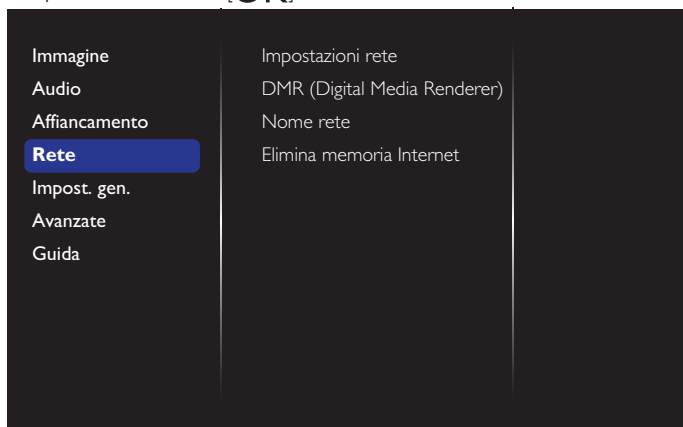 [OK]
Immagine
Audio
Affiancamento
Rete
Impost. gen.
Avanzate
Guida
Impostazioni rete
DMR (Digital Media Renderer)
Nome rete
Elimina memoria Internet